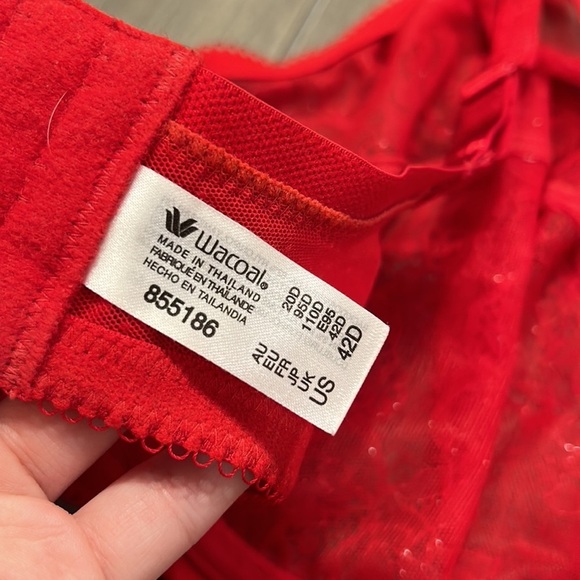 Wacoal®
MADE IN THAILAND
FABRIQUÉ EN THAÏLANDE
HECHO EN TAILANDIA
855186
AU 20D
EU 95D
FR 110D
JP E95
UK 42D
US 42D